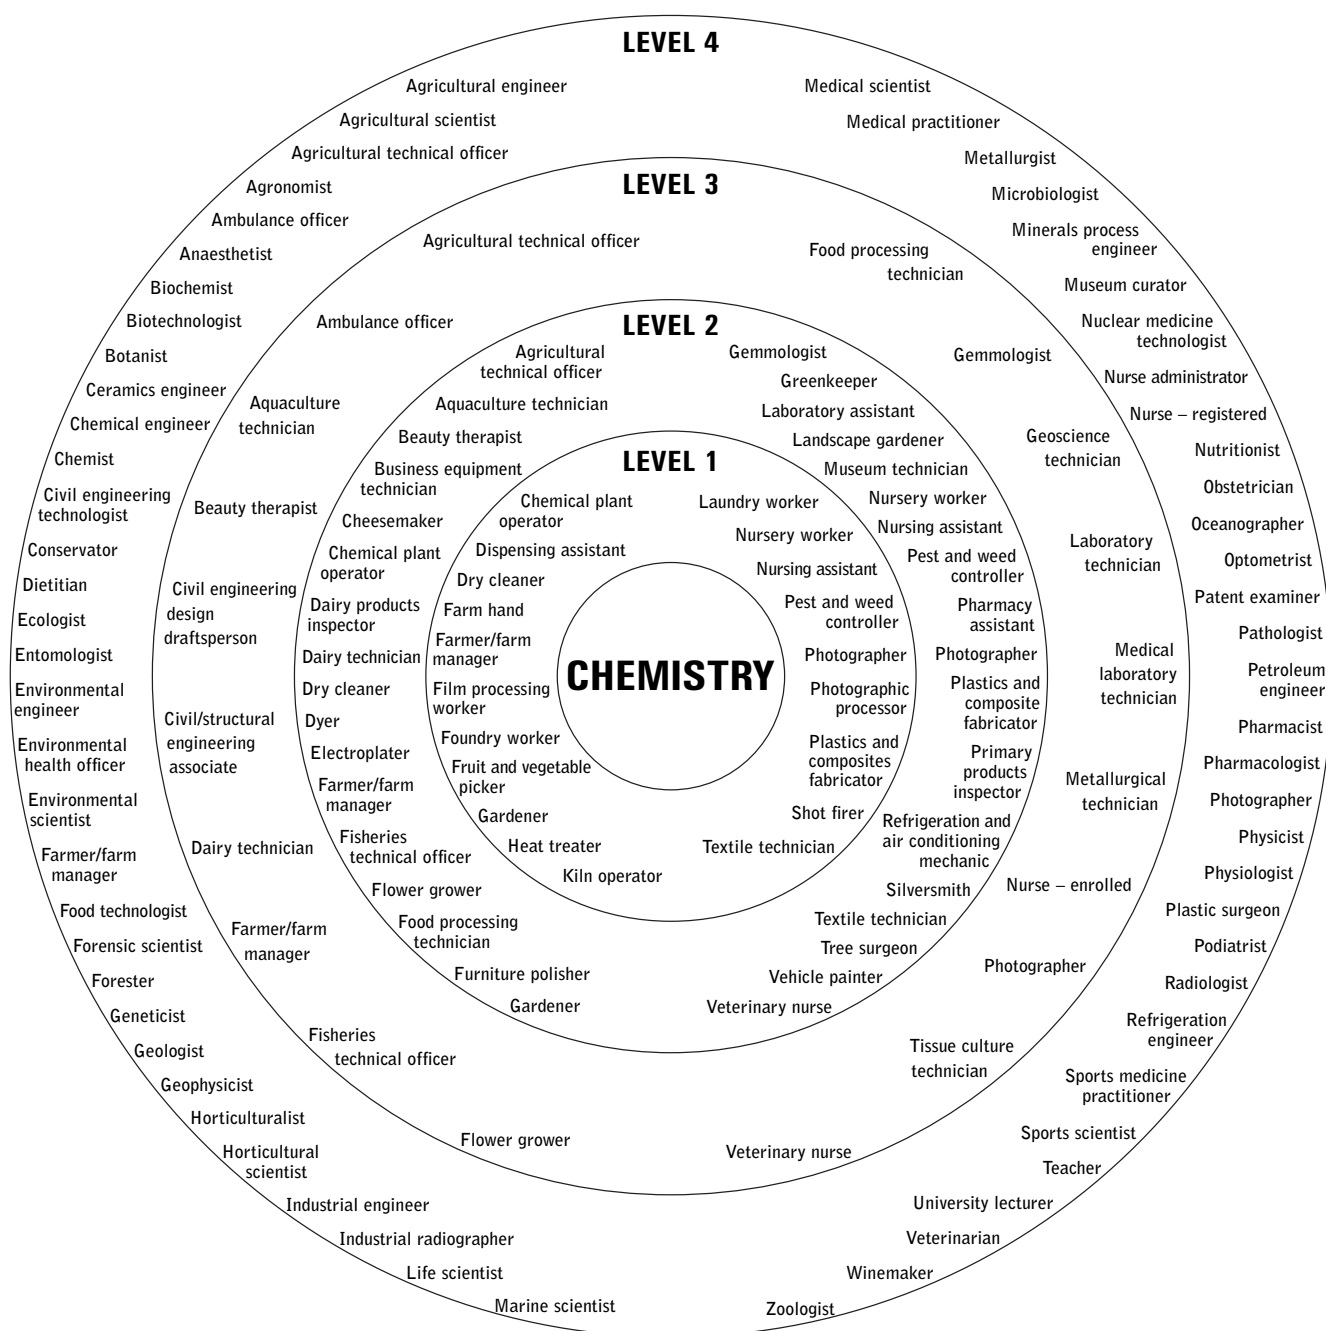 LEVEL 4
Agricultural engineer
Agricultural scientist
Agricultural technical officer
Agronomist
Ambulance officer
Anaesthetist
Biochemist
Biotechnologist
Botanist
Ceramics engineer
Chemical engineer
Chemist
Civil engineering
technologist
Conservator
Dietitian
Ecologist
Entomologist
Environmental
engineer
Environmental
health officer
Environmental
scientist
Farmer/farm
manager
Food technologist
Forensic scientist
Forester
Geneticist
Geologist
Geophysicist
Horticulturalist
Horticultural
scientist
Industrial engineer
Industrial radiographer
Life scientist
Marine scientist
Medical scientist
Medical practitioner
Metallurgist
Microbiologist
Minerals process
engineer
Museum curator
Nuclear medicine
technologist
Nurse administrator
Nurse – registered
Nutritionist
Obstetrician
Oceanographer
Optometrist
Patent examiner
Pathologist
Petroleum
engineer
Pharmacist
Pharmacologist
Photographer
Physicist
Physiologist
Plastic surgeon
Podiatrist
Radiologist
Refrigeration
engineer
Sports medicine
practitioner
Sports scientist
Teacher
University lecturer
Veterinarian
Winemaker
Zoologist
LEVEL 3
Agricultural technical officer
Ambulance officer
Aquaculture
technician
Beauty therapist
Civil engineering
design
draftsperson
Civil/structural
engineering
associate
Dairy technician
Farmer/farm
manager
Fisheries
technical officer
Flower grower
Food processing
technician
Gemmologist
Geoscience
technician
Laboratory
technician
Medical
laboratory
technician
Metallurgical
technician
Nurse – enrolled
Photographer
Tissue culture
technician
Veterinary nurse
LEVEL 2
Agricultural
technical officer
Aquaculture technician
Beauty therapist
Business equipment
technician
Cheesemaker
Chemical plant
operator
Dairy products
inspector
Dairy technician
Dry cleaner
Dyer
Electroplater
Farmer/farm
manager
Fisheries
technical officer
Flower grower
Food processing
technician
Furniture polisher
Gardener
Gemmologist
Greenkeeper
Laboratory assistant
Landscape gardener
Museum technician
Nursery worker
Nursing assistant
Pest and weed
controller
Pharmacy
assistant
Photographer
Plastics and
composite
fabricator
Primary
products
inspector
Refrigeration and
air conditioning
mechanic
Silversmith
Textile technician
Tree surgeon
Vehicle painter
Veterinary nurse
LEVEL 1
Chemical plant
operator
Dispensing assistant
Dry cleaner
Farm hand
Farmer/farm
manager
Film processing
worker
Foundry worker
Fruit and vegetable
picker
Gardener
Heat treater
Kiln operator
Laundry worker
Nursery worker
Nursing assistant
Pest and weed
controller
Photographer
Photographic
processor
Plastics and
composites
fabricator
Shot firer
Textile technician
CHEMISTRY